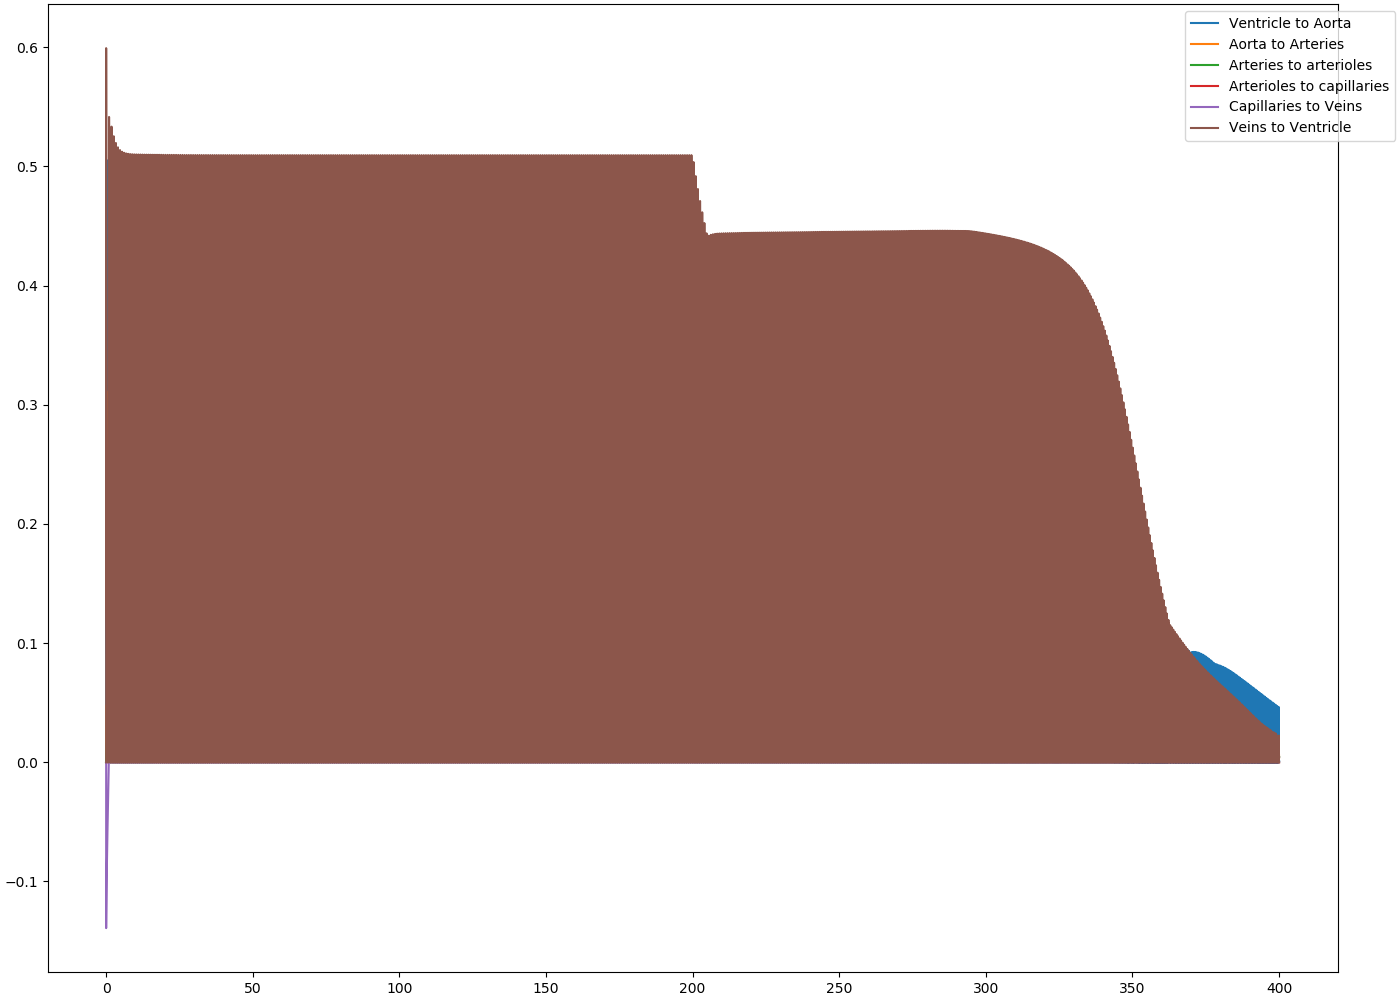 Ventricle to Aorta
Aorta to Arteries
Arteries to arterioles
Arterioles to capillaries
Capillaries to Veins
Veins to Ventricle
0.6
0.5
0.4
0.3
0.2
0.1
0.0
−0.1
0 50 100 150 200 250 300 350 400